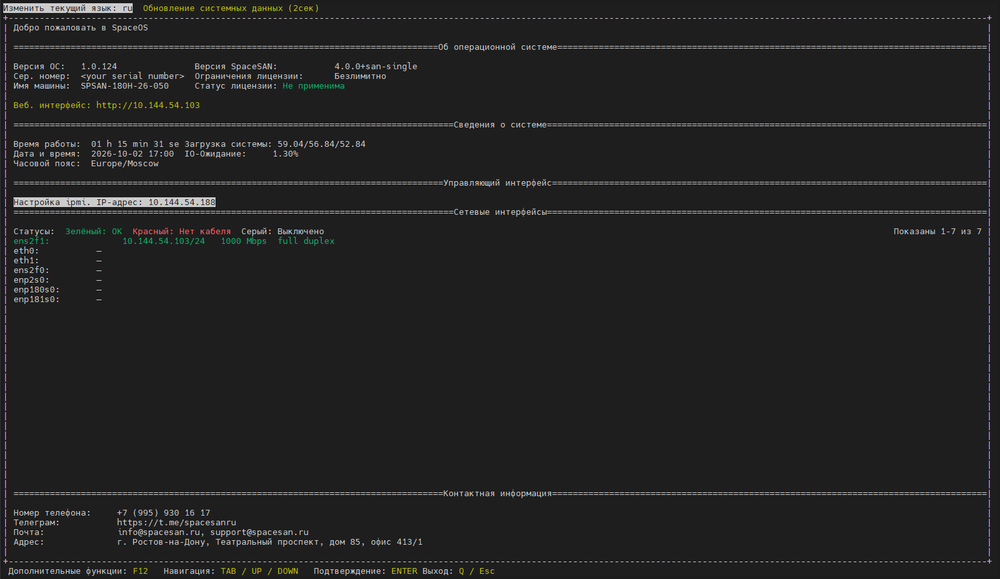 Изменить текущий язык: ru  Обновление системных данных (2сек)
Добро пожаловать в SpaceOS
Об операционной системе
Версия ОС:   1.0.124   Версия SpaceSAN:   4.0.0+san-single
Сер. номер:  <your serial number>  Ограничения лицензии:   Безлимитно
Имя машины:  SPSAN-180H-26-050   Статус лицензии: Не применима
Веб. интерфейс: http://10.144.54.103
Сведения о системе
Время работы:  01 h 15 min 31 se Загрузка системы: 59.04/56.84/52.84
Дата и время:  2026-10-02 17:00  IO-Ожидание:   1.30%
Часовой пояс:  Europe/Moscow
Управляющий интерфейс
Настройка ipmi. IP-адрес: 10.144.54.188
Сетевые интерфейсы
Статусы:  Зелёный: OK  Красный: Нет кабеля  Серый: Выключено   Показаны 1-7 из 7
ens2f1:   10.144.54.103/24   1000 Mbps  full duplex
eth0:   —
eth1:   —
ens2f0:   —
enp2s0:   —
enp180s0:   —
enp181s0:   —
Контактная информация
Номер телефона:   +7 (995) 930 16 17
Телеграм:   https://t.me/spacesanru
Почта:   info@spacesan.ru, support@spacesan.ru
Адрес:   г. Ростов-на-Дону, Театральный проспект, дом 85, офис 413/1
Дополнительные функции: F12   Навигация: TAB / UP / DOWN   Подтверждение: ENTER Выход: Q / Esc